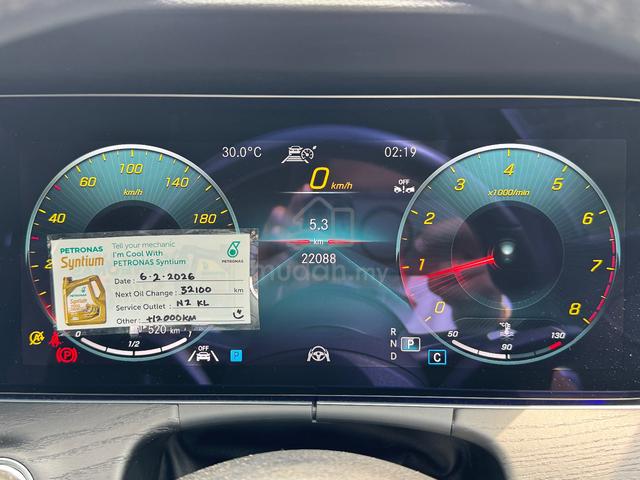 30.0°C
02:19
0 km/h
OFF
5.3
km
22088
60 80 100 120 140
km/h
40
180
PETRONAS
Syntium
Tell your mechanic
I'm Cool With
PETRONAS Syntium
PETRONAS
Date : 6.2.2026
Next Oil Change : 32100 km
Service Outlet : N2 KL
Other : +12000KM
520 km
1/2
OFF
P
R
N P
D
C
1 2 3 4 5 6 7 8
x1000/min
50 °C 130
90
mudah.my